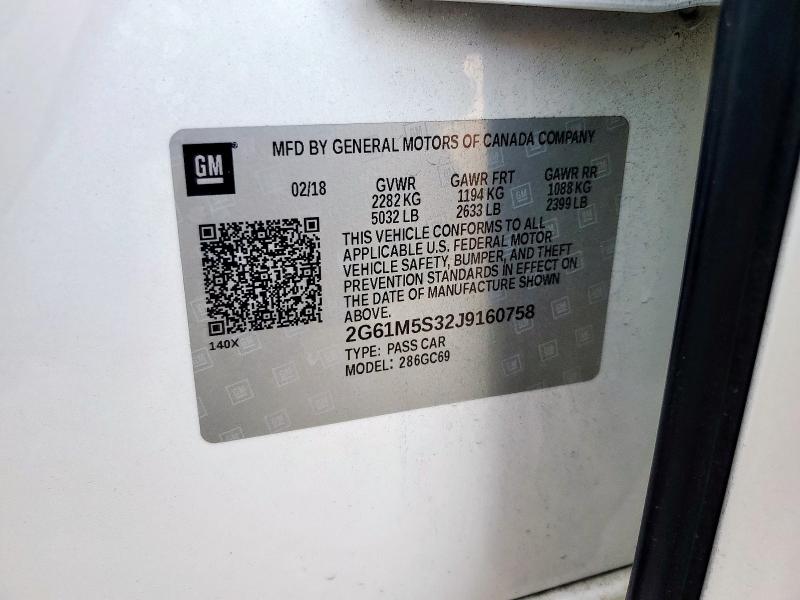 GM
MFD BY GENERAL MOTORS OF CANADA COMPANY
02/18
GVWR GAWR FRT GAWR RR
2282 KG 1194 KG 1088 KG
5032 LB 2633 LB 2399 LB
THIS VEHICLE CONFORMS TO ALL
APPLICABLE U.S. FEDERAL MOTOR
VEHICLE SAFETY, BUMPER, AND THEFT
PREVENTION STANDARDS IN EFFECT ON
THE DATE OF MANUFACTURE SHOWN
ABOVE.
140X
2G61M5S32J9160758
TYPE: PASS CAR
MODEL: 286GC69